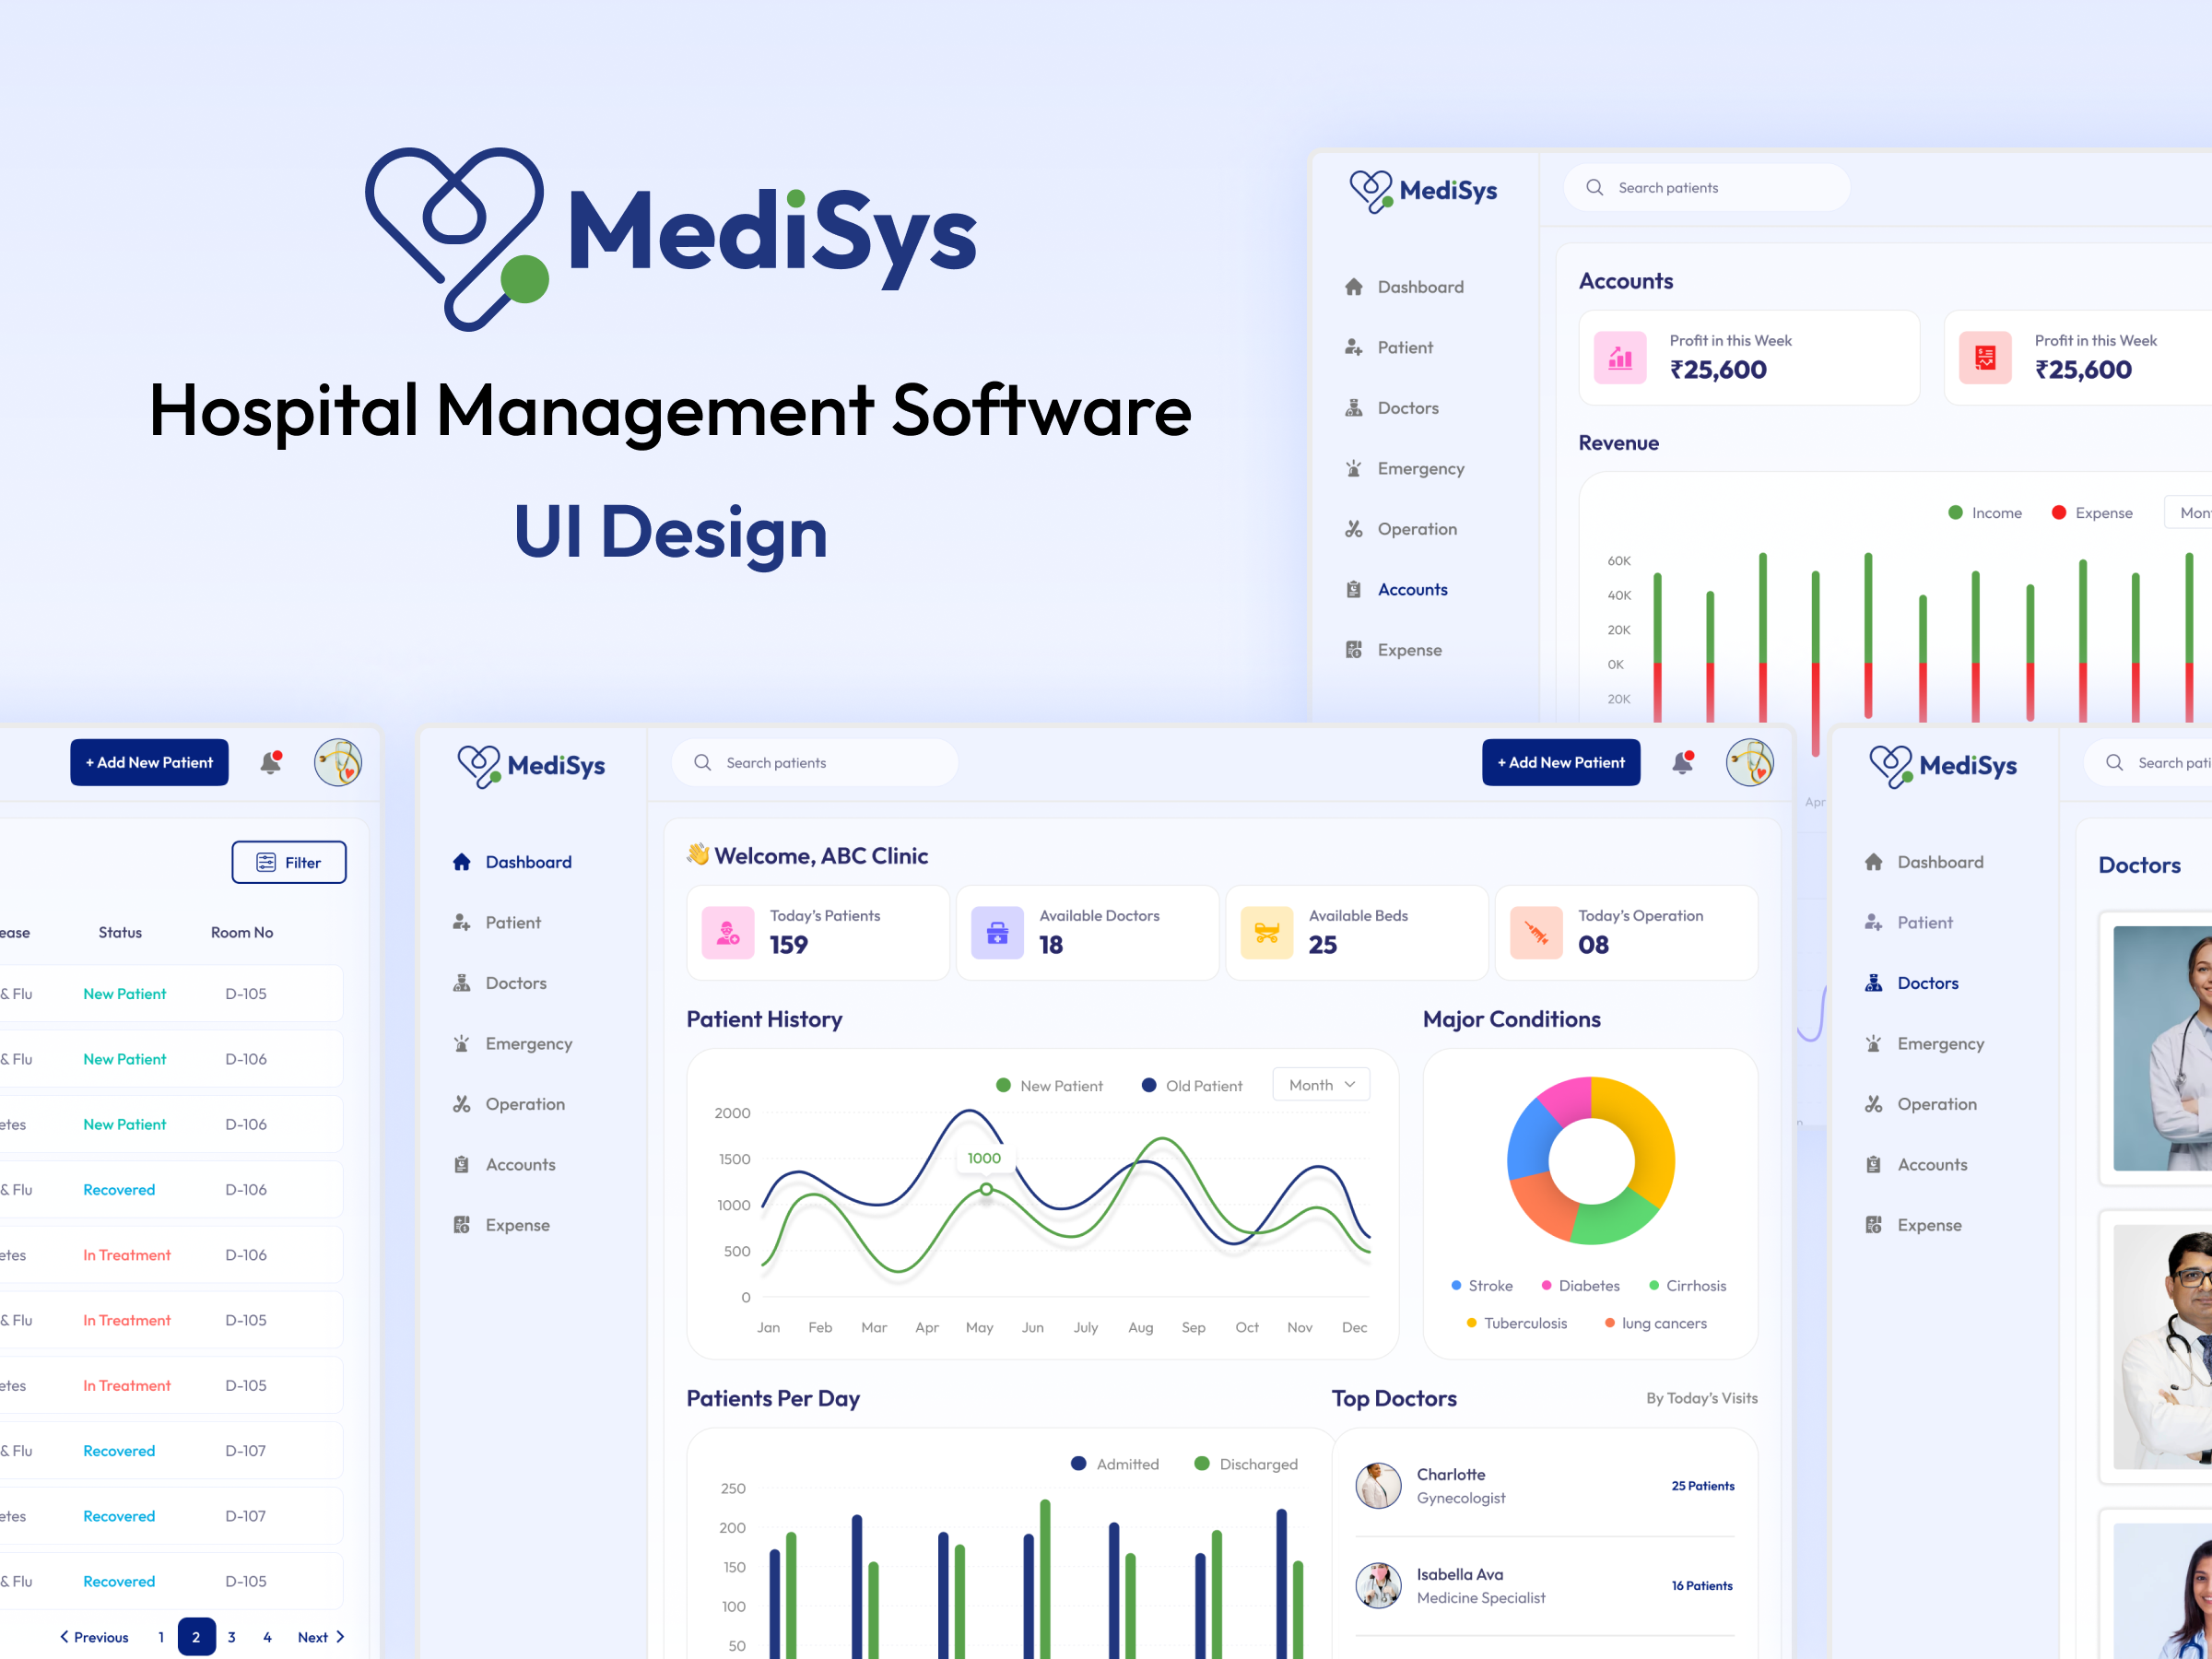 MediSys
Hospital Management Software
UI Design
MediSys
Search patients
Dashboard
Patient
Doctors
Emergency
Operation
Accounts
Expense
Accounts
Profit in this Week
₹25,600
Profit in this Week
₹25,600
Revenue
Income
Expense
Mon
60K
40K
20K
0K
20K
Apr
+ Add New Patient
Filter
ease Status Room No
& Flu New Patient D-105
& Flu New Patient D-106
etes New Patient D-106
& Flu Recovered D-106
etes In Treatment D-106
& Flu In Treatment D-105
etes In Treatment D-105
& Flu Recovered D-107
etes Recovered D-107
& Flu Recovered D-105
Previous 1 2 3 4 Next
MediSys
Search patients
+ Add New Patient
Dashboard
Patient
Doctors
Emergency
Operation
Accounts
Expense
Welcome, ABC Clinic
Today's Patients
159
Available Doctors
18
Available Beds
25
Today's Operation
08
Patient History
New Patient Old Patient Month
2000
1500
1000
500
0
1000
Jan Feb Mar Apr May Jun July Aug Sep Oct Nov Dec
Major Conditions
Stroke Diabetes Cirrhosis
Tuberculosis lung cancers
Patients Per Day
Admitted Discharged
250
200
150
100
50
Top Doctors By Today's Visits
Charlotte
Gynecologist
25 Patients
Isabella Ava
Medicine Specialist
16 Patients
MediSys
Search pati
Dashboard
Patient
Doctors
Emergency
Operation
Accounts
Expense
Doctors